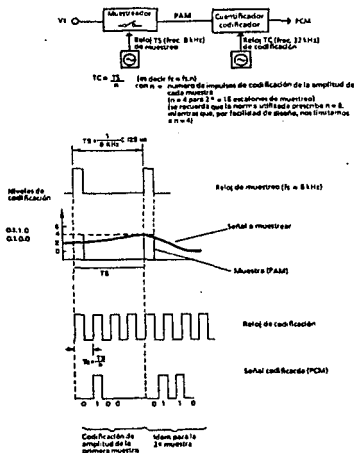 V1
Muestreador
PAM
Cuantificador
codificador
PCM
Reloj TS (frec. 8 kHz)
de muestreo
Reloj TC (frec. 32 kHz)
de codificación
TC = TS / n (es decir fc = fs.n)
con n = numero de impulsos de codificación de la amplitud de
cada muestra
(n = 4 para 2⁴ = 16 escalones de muestreo)
(se recuerda que la norma utilizada prescribe n = 8,
mientras que, por facilidad de diseño, nos limitamos
a n = 4)
TS = 1 / 8 kHz = 125 us
Niveles de
codificación
Reloj de muestreo (fs = 8 kHz)
0.1.1.0
0.1.0.0
6
4
2
0
Señal a muestrear
Muestra (PAM)
TS
Reloj de codificación
Señal codificada (PCM)
0 1 0 0 0 1 1 0
Codificación de
amplitud de la
primera muestra
Idem para la
2ª muestra